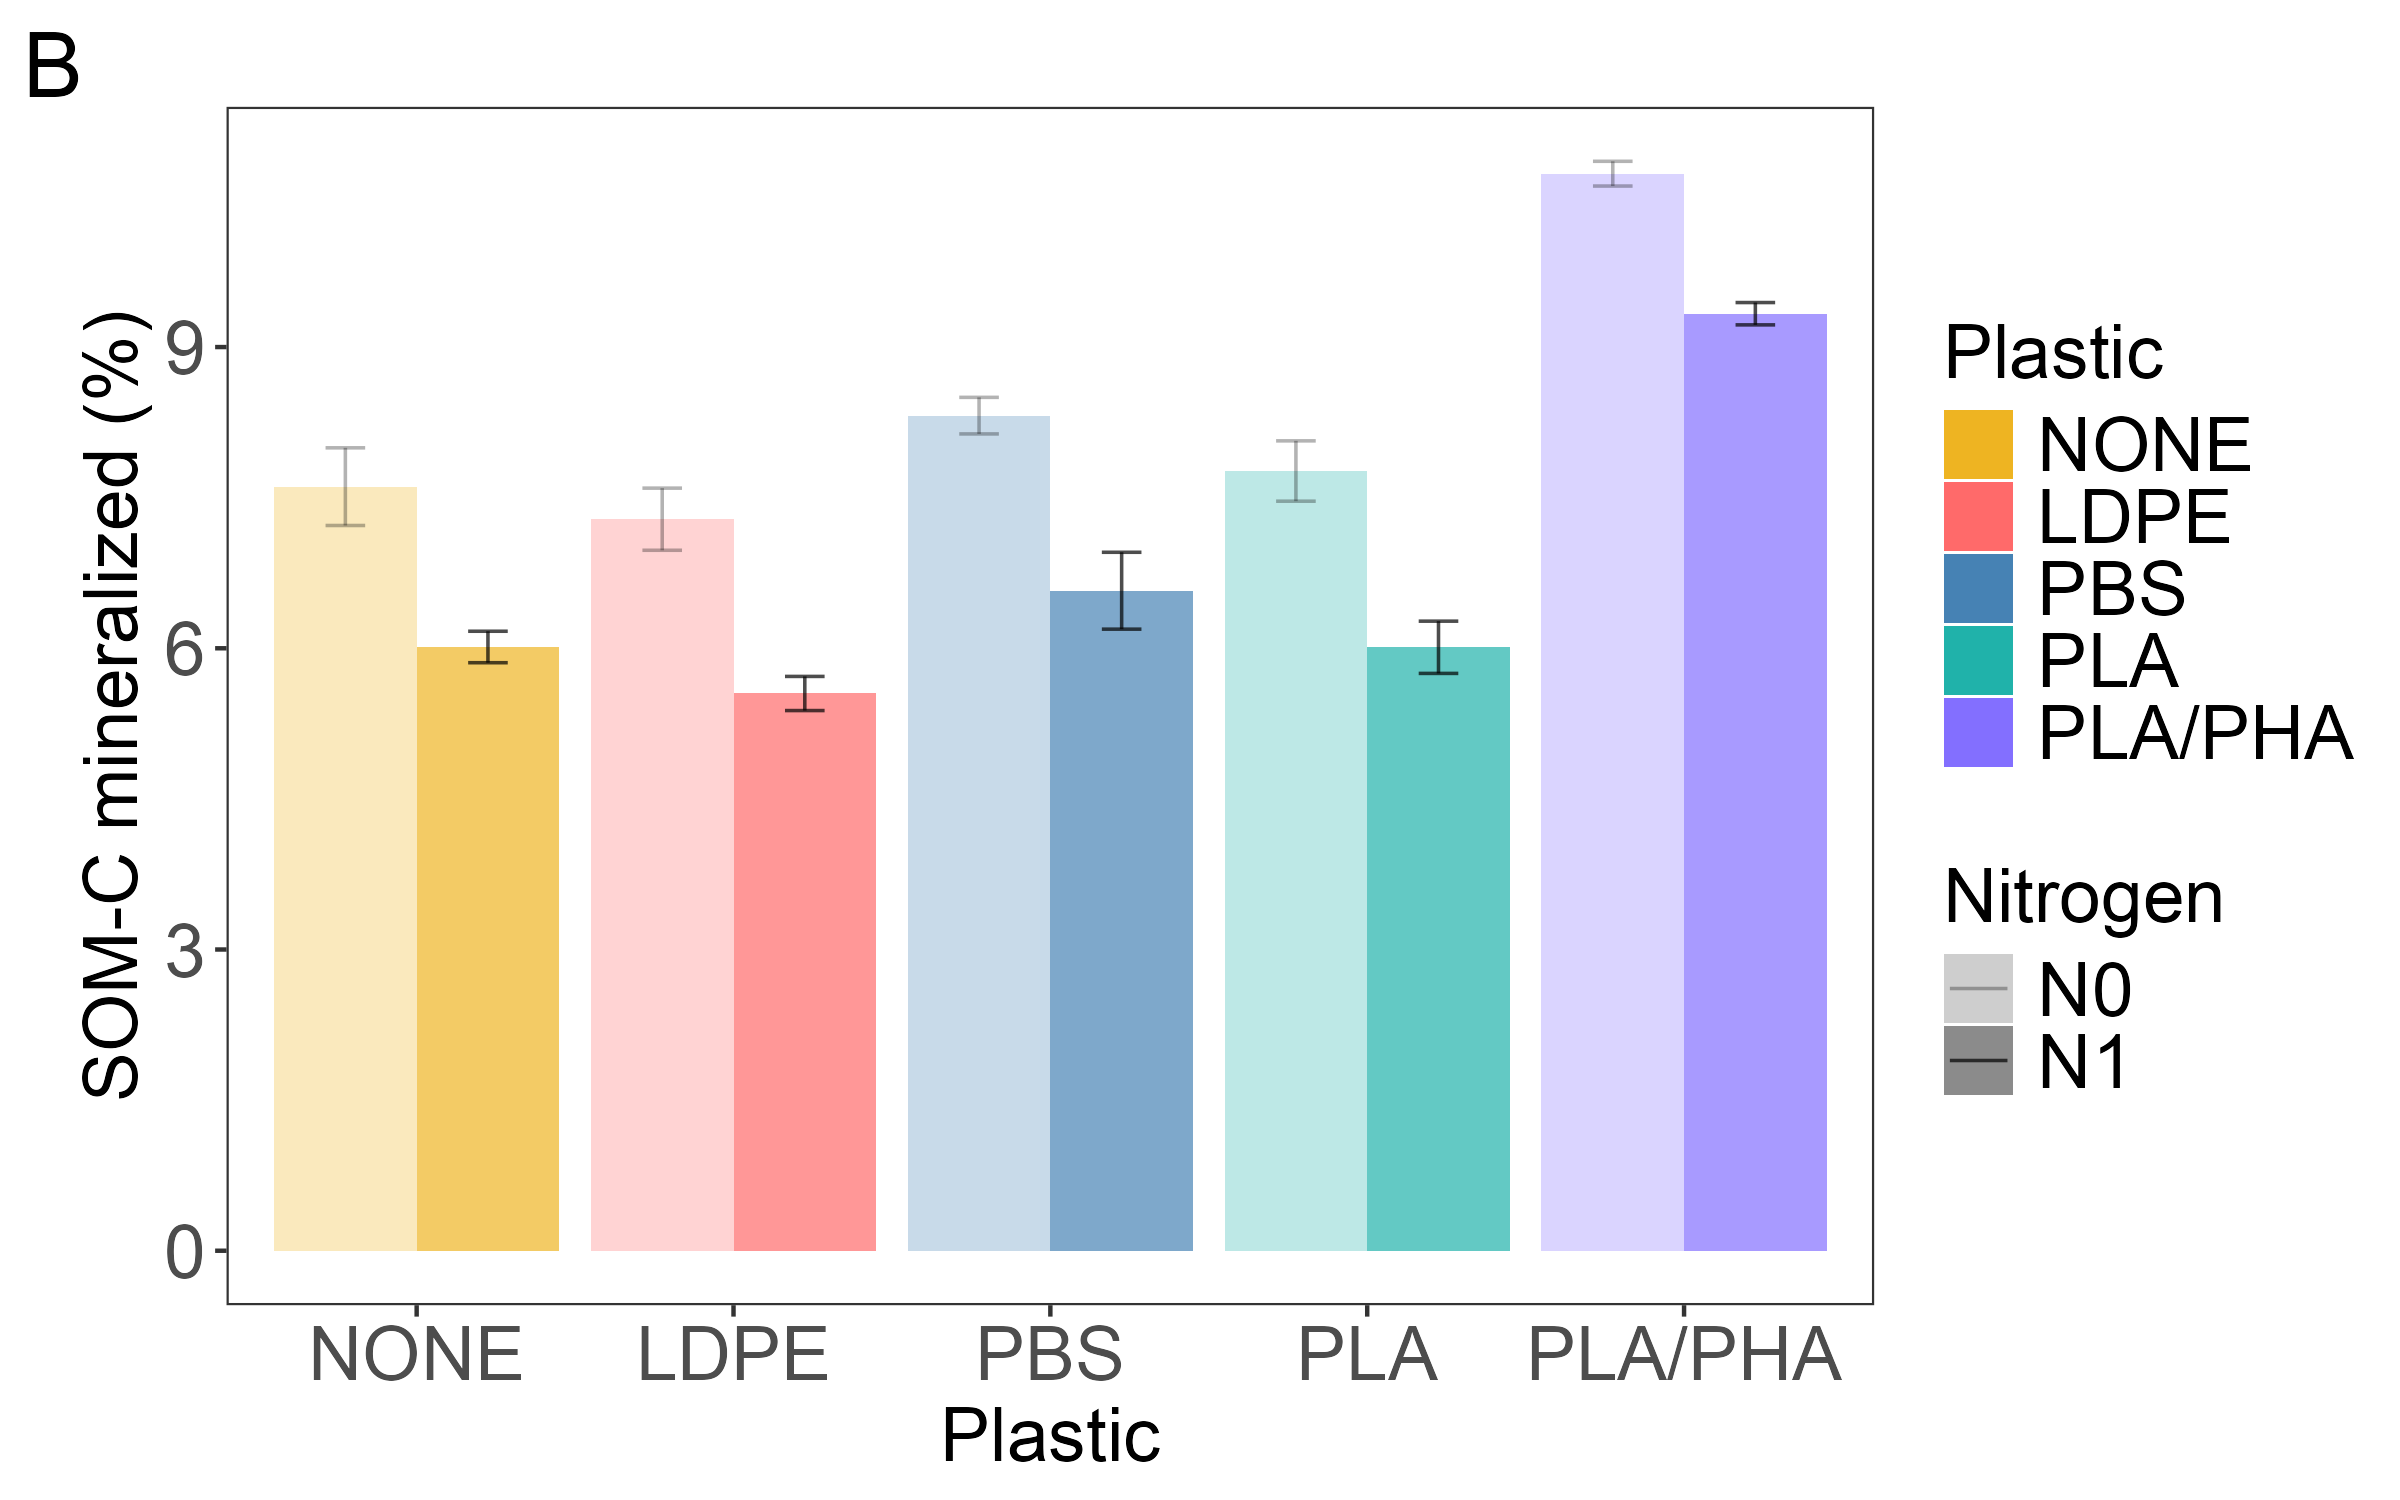 B
SOM-C mineralized (%)
9
6
3
0
NONE LDPE PBS PLA PLA/PHA
Plastic
Plastic
NONE
LDPE
PBS
PLA
PLA/PHA
Nitrogen
N0
N1